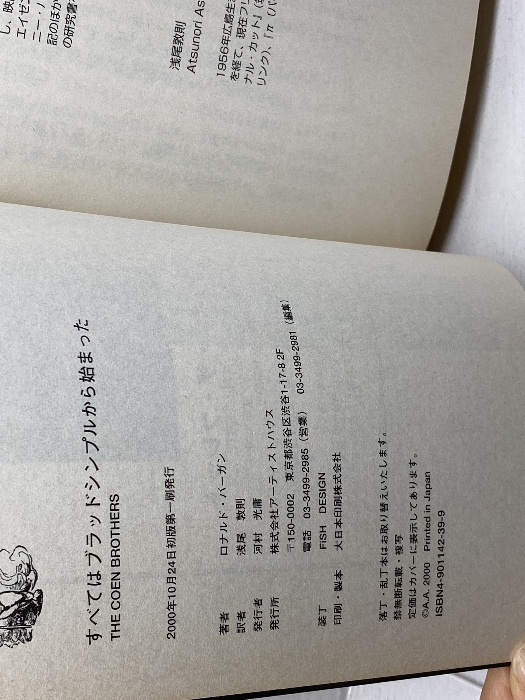 し、映
エイゼン
ニー・ハ
記のほか
の研究書
浅尾敦則
Atsunori As
1956年広島生ま
を経て、現在フリ
ナル・カット』(
リンク)、『π (パ
すべてはブラッドシンプルから始まった
THE COEN BROTHERS
2000年10月24日初版第一刷発行
著者 ロナルド・バーガン
訳者 浅尾 敦則
発行者 河村 光庸
発行所 株式会社アーティストハウス
〒150-0002 東京都渋谷区渋谷1-17-8 2F
電話 03-3499-2985(営業) 03-3499-2981(編集)
装丁 FiSH DESIGN
印刷・製本 大日本印刷株式会社
落丁・乱丁本はお取り替えいたします。
禁無断転載・複写
定価はカバーに表示してあります。
©A.A. 2000 Printed in Japan
ISBN4-901142-39-9